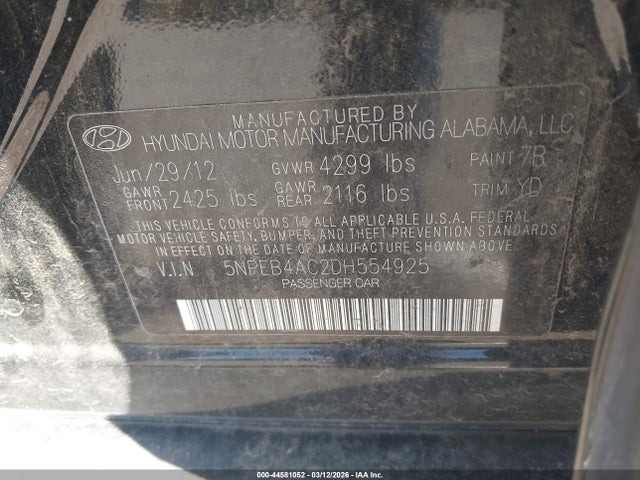 MANUFACTURED BY
HYUNDAI MOTOR MANUFACTURING ALABAMA, LLC
Jun/29/12 GVWR 4299 lbs PAINT 7B
GAWR FRONT 2425 lbs GAWR REAR 2116 lbs TRIM YD
THIS VEHICLE CONFORMS TO ALL APPLICABLE U.S.A. FEDERAL
MOTOR VEHICLE SAFETY, BUMPER, AND THEFT PREVENTION STANDARDS
IN EFFECT ON THE DATE OF MANUFACTURE SHOWN ABOVE.
V.I.N 5NPEB4AC2DH554925
PASSENGER CAR
000-44581052 - 03/12/2026 - IAA Inc.